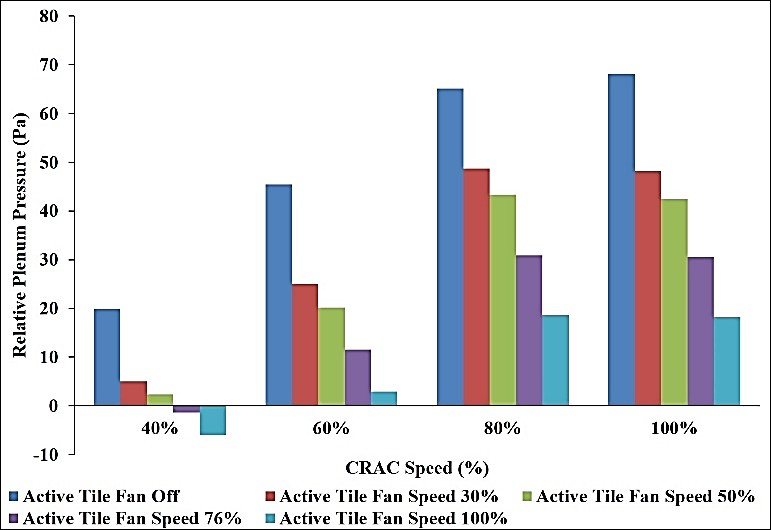 80
70
60
50
40
30
20
10
0
-10
Relative Plenum Pressure (Pa)
40% 60% 80% 100%
CRAC Speed (%)
Active Tile Fan Off Active Tile Fan Speed 30% Active Tile Fan Speed 50%
Active Tile Fan Speed 76% Active Tile Fan Speed 100%